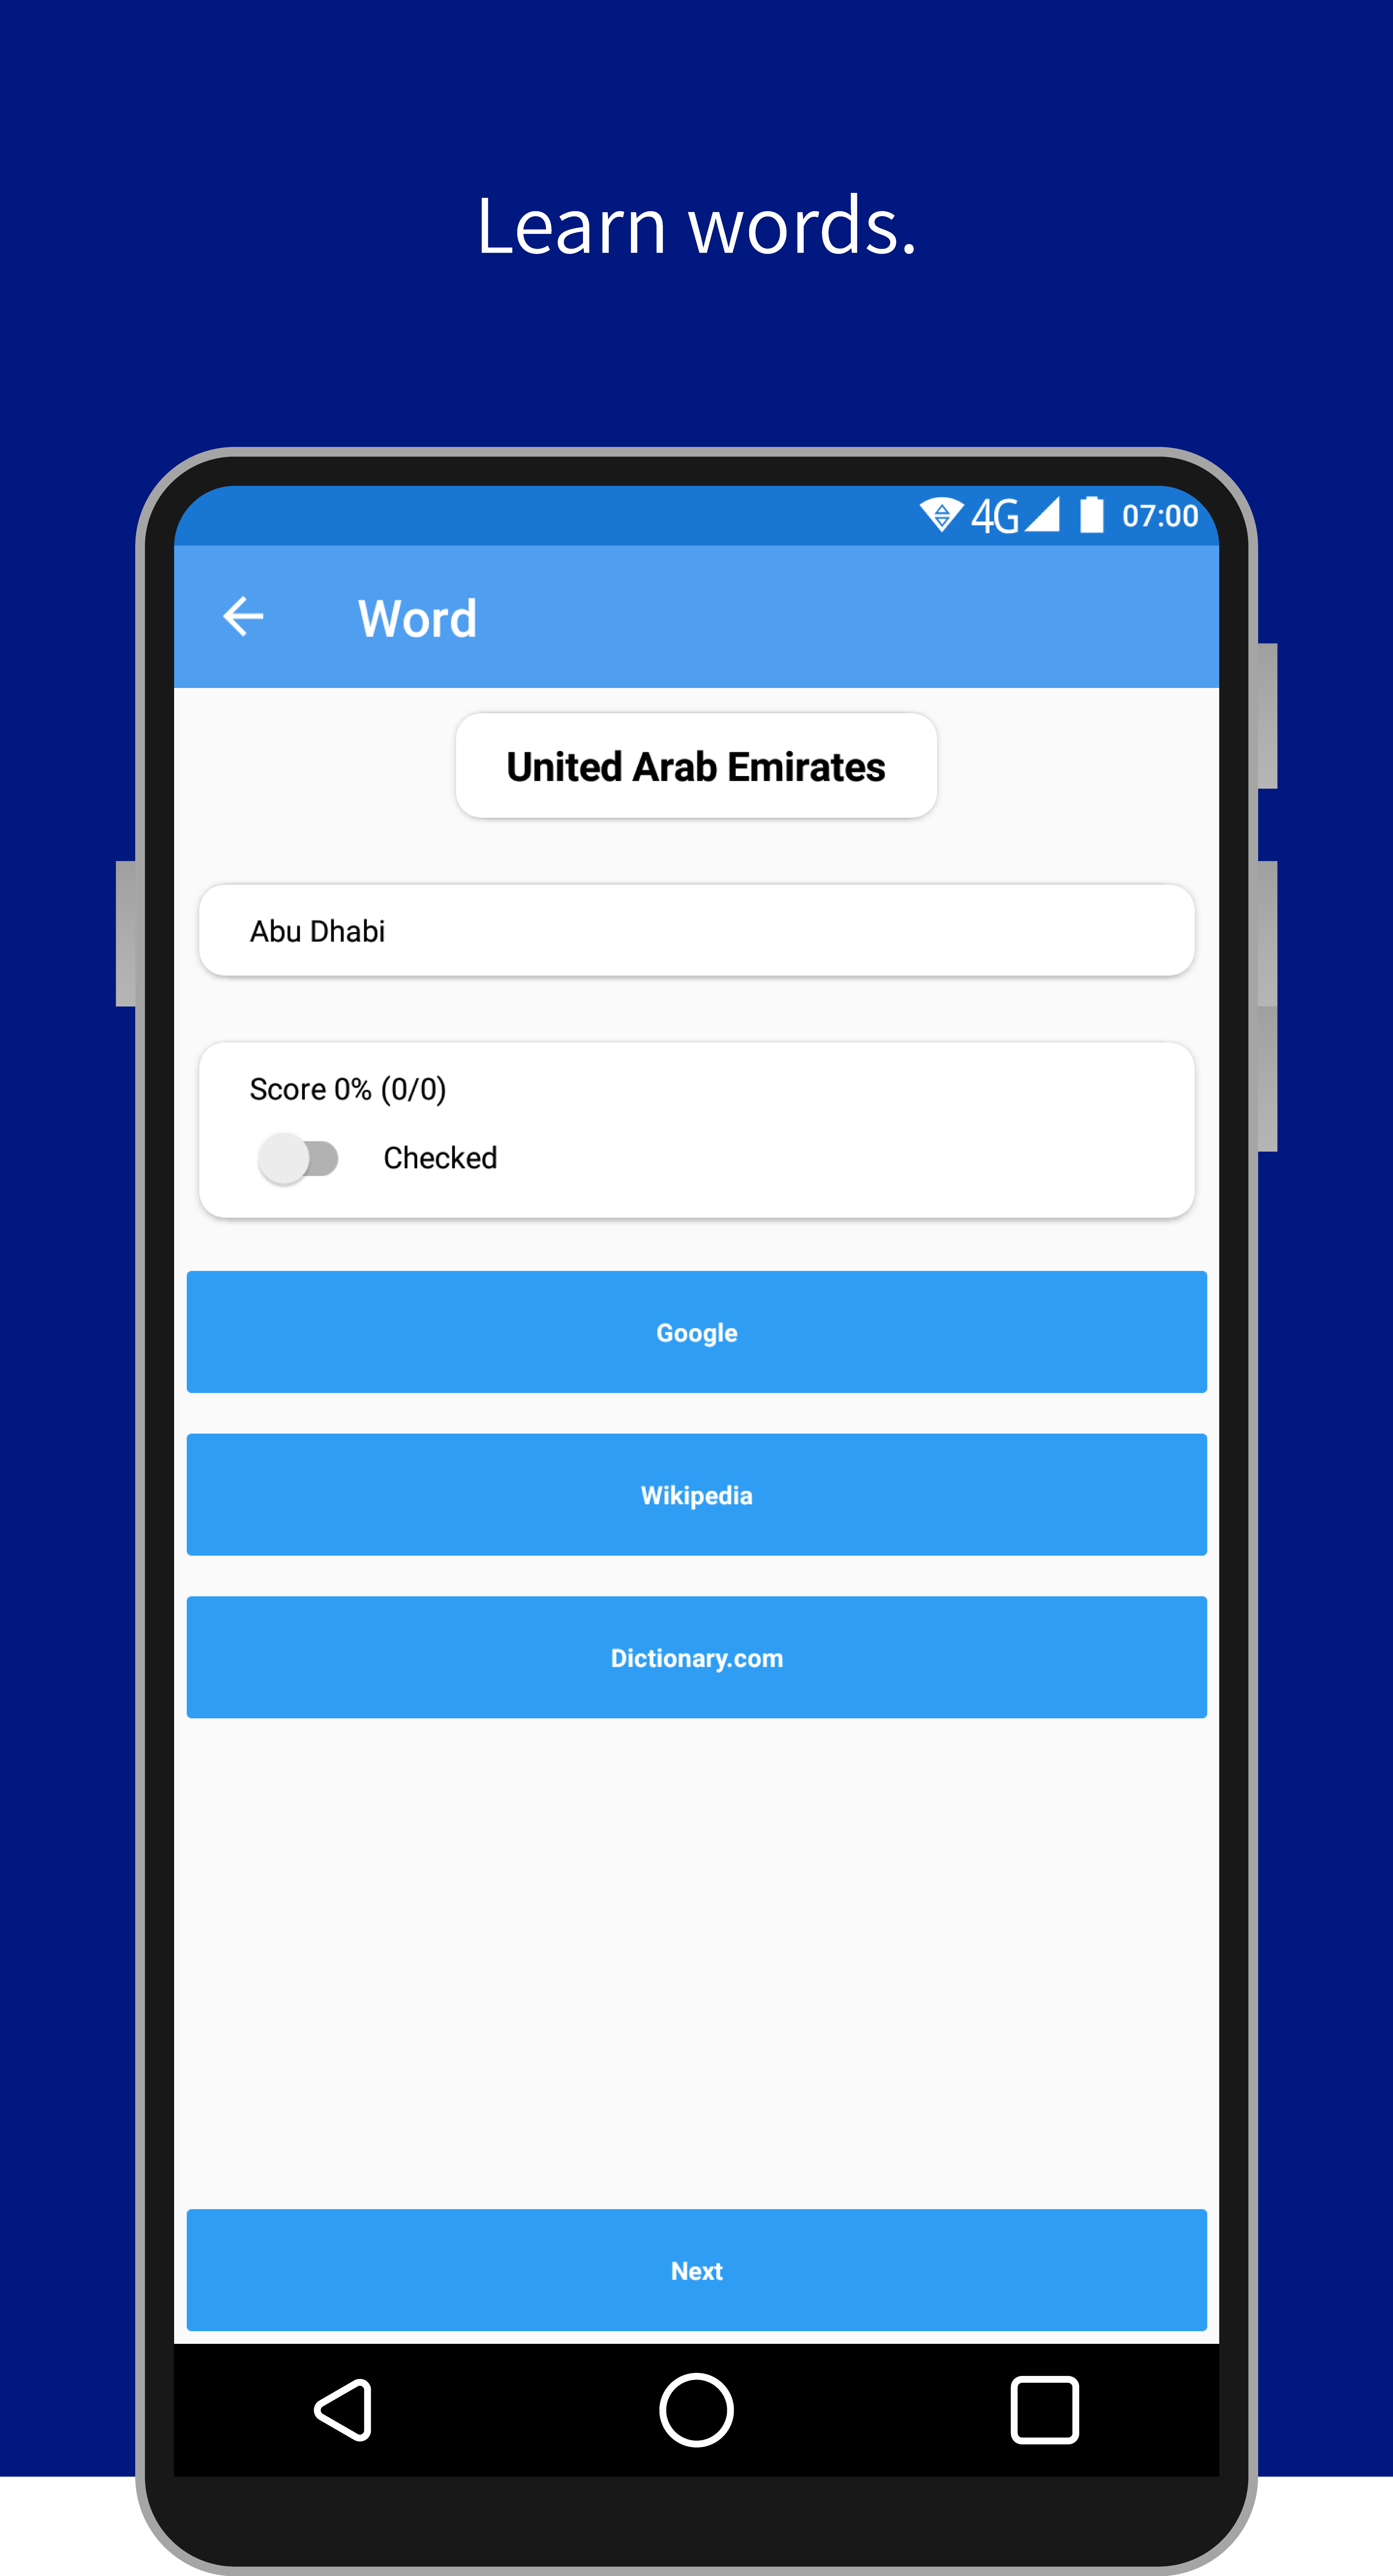 Learn words.
4G 07:00
Word
United Arab Emirates
Abu Dhabi
Score 0% (0/0)
Checked
Google
Wikipedia
Dictionary.com
Next